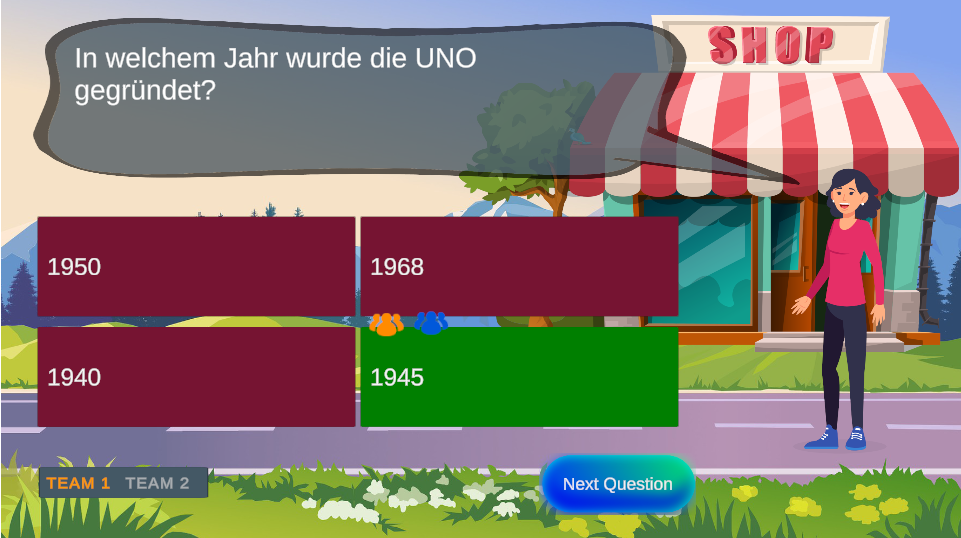 SHOP
In welchem Jahr wurde die UNO
gegründet?
1950
1968
1940
1945
TEAM 1 TEAM 2
Next Question